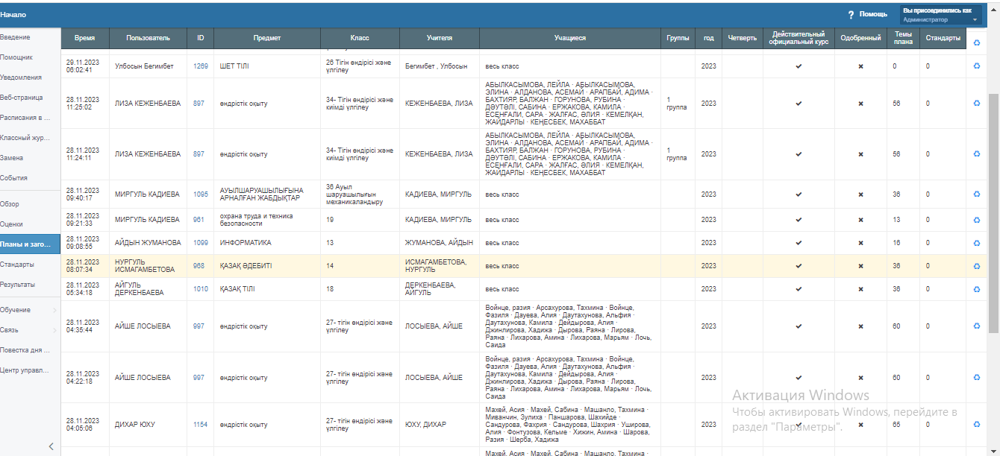 Начало
? Помощь
Вы присоединились как
Администратор
Введение
Помощник
Уведомления
Веб-страница
Расписания в ...
Классный жур...
Замена
События
Обзор
Оценки
Планы и заго...
Стандарты
Результаты
Обучение
Связь
Повестка дня ...
Центр управл...
Время Пользователь ID Предмет Класс Учителя Учащиеся Группы год Четверть Действительный официальный курс Одобренный Темы плана Стандарты
29.11.2023 06:02:41 Улбосын Бегимбет 1269 ШЕТ ТІЛІ 26 Тігін өндірісі және үлгілеу Бегимбет , Улбосын весь класс 2023 ✔ ✖ 0 0
28.11.2023 11:25:02 ЛИЗА КЕЖЕНБАЕВА 897 өндрістік оқыту 34- Тігін өндірісі және киімді үлгілеу КЕЖЕНБАЕВА, ЛИЗА
АБЫЛКАСЫМОВА, ЛЕЙЛА · АБЫЛКАСЫМОВА,
ЭЛИНА · АЛДАНОВА, АСЕМАЙ · АРАПБАЙ, АДИМА ·
БАХТИЯР, БАЛЖАН · ГОРУНОВА, РУБИНА ·
ДӘУТӘЛІ, САБИНА · ЕРЖАКОВА, КАМИЛА ·
ЕСЕНҒАЛИ, САРА · ЖАЛҒАС, ӘЛИЯ · КЕМЕЛҚАН,
ЖАЙДАРЛЫ · КЕҢЕСБЕК, МАХАББАТ
1 группа 2023 ✔ ✖ 56 0
28.11.2023 11:24:11 ЛИЗА КЕЖЕНБАЕВА 897 өндрістік оқыту 34- Тігін өндірісі және киімді үлгілеу КЕЖЕНБАЕВА, ЛИЗА
АБЫЛКАСЫМОВА, ЛЕЙЛА · АБЫЛКАСЫМОВА,
ЭЛИНА · АЛДАНОВА, АСЕМАЙ · АРАПБАЙ, АДИМА ·
БАХТИЯР, БАЛЖАН · ГОРУНОВА, РУБИНА ·
ДӘУТӘЛІ, САБИНА · ЕРЖАКОВА, КАМИЛА ·
ЕСЕНҒАЛИ, САРА · ЖАЛҒАС, ӘЛИЯ · КЕМЕЛҚАН,
ЖАЙДАРЛЫ · КЕҢЕСБЕК, МАХАББАТ
1 группа 2023 ✔ ✖ 56 0
28.11.2023 09:40:17 МИРГУЛЬ КАДИЕВА 1095 АУЫЛШАРУАШЫЛЫҒЫНА АРНАЛҒАН ЖАБДЫҚТАР 36 Ауыл шаруашылығын механикаландыру КАДИЕВА, МИРГУЛЬ весь класс 2023 ✔ ✖ 36 0
28.11.2023 09:21:33 МИРГУЛЬ КАДИЕВА 961 охрана труда и техника безопасности 19 КАДИЕВА, МИРГУЛЬ весь класс 2023 ✔ ✖ 13 0
28.11.2023 09:08:55 АЙДЫН ЖУМАНОВА 1099 ИНФОРМАТИКА 13 ЖУМАНОВА, АЙДЫН весь класс 2023 ✔ ✖ 16 0
28.11.2023 08:07:34 НУРГУЛЬ ИСМАГАМБЕТОВА 968 ҚАЗАҚ ӘДЕБИТІ 14 ИСМАГАМБЕТОВА, НУРГУЛЬ весь класс 2023 ✔ ✖ 36 0
28.11.2023 05:34:18 АЙГУЛЬ ДЕРКЕНБАЕВА 1010 ҚАЗАҚ ТІЛІ 18 ДЕРКЕНБАЕВА, АЙГУЛЬ весь класс 2023 ✔ ✖ 36 0
28.11.2023 04:35:44 АЙШЕ ЛОСЫЕВА 997 өндрістік оқыту 27- тігін өндірісі және үлгілеу ЛОСЫЕВА, АЙШЕ
Войнце, разия · Арсахурова, Тахмина · Войнце,
Фазиля · Дауева, Алия · Даутахунова, Альфия ·
Даутахунова, Камила · Дейдырова, Алия ·
Джинлирова, Хадижа · Дырова, Раяна · Лирова,
Раяна · Лихарова, Амина · Лихарова, Марьям · Лочь,
Саида
2023 ✔ ✖ 60 0
28.11.2023 04:22:18 АЙШЕ ЛОСЫЕВА 997 өндрістік оқыту 27- тігін өндірісі және үлгілеу ЛОСЫЕВА, АЙШЕ
Войнце, разия · Арсахурова, Тахмина · Войнце,
Фазиля · Дауева, Алия · Даутахунова, Альфия ·
Даутахунова, Камила · Дейдырова, Алия ·
Джинлирова, Хадижа · Дырова, Раяна · Лирова,
Раяна · Лихарова, Амина · Лихарова, Марьям · Лочь,
Саида
2023 ✔ ✖ 60 0
28.11.2023 04:05:06 ДИХАР ЮХУ 1154 өндрістік оқыту 27- тігін өндірісі және үлгілеу ЮХУ, ДИХАР
Махей, Асия · Махей, Сабина · Машанло, Тахмина ·
Миванчин, Зулиха · Паншарова, Шахийде ·
Сандурова, Фахрия · Сандурова, Шахрия · Уширова,
Алия · Фонтузова, Кельме · Хижин, Амина · Шарова,
Разия · Шерба, Хадижа
2023 ✔ ✖ 65 0
Махей, Асия · Махей, Сабина · Машанло, Тахмина ·
Активация Windows
Чтобы активировать Windows, перейдите в
раздел "Параметры".